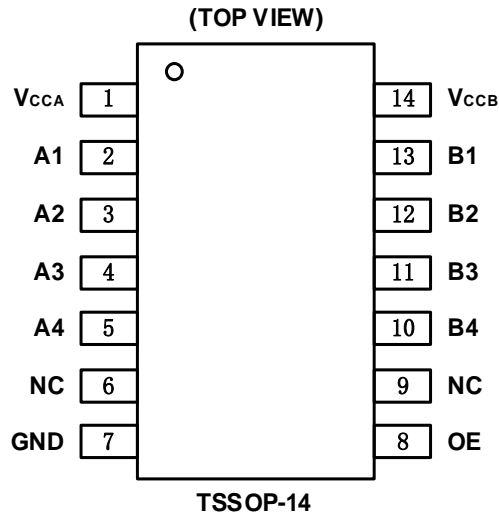 (TOP VIEW)
VCCA 1 14 VCCB
A1 2 13 B1
A2 3 12 B2
A3 4 11 B3
A4 5 10 B4
NC 6 9 NC
GND 7 8 OE
TSSOP-14